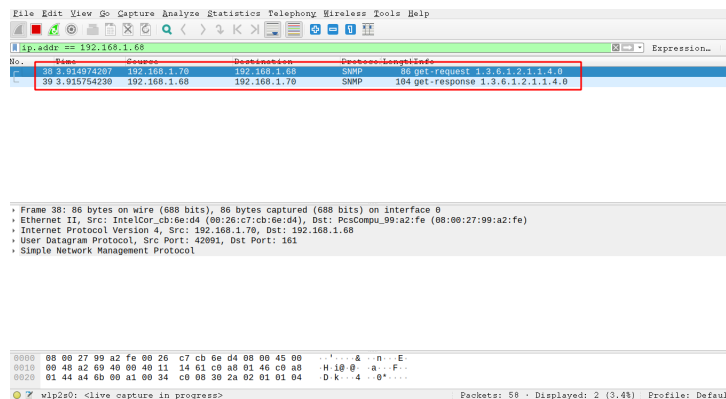 File Edit View Go Capture Analyze Statistics Telephony Wireless Tools Help
ip.addr == 192.168.1.68 Expression…
No. Time Source Destination Protocol Length Info
38 3.914974207 192.168.1.70 192.168.1.68 SNMP 86 get-request 1.3.6.1.2.1.1.4.0
39 3.915754230 192.168.1.68 192.168.1.70 SNMP 104 get-response 1.3.6.1.2.1.1.4.0
Frame 38: 86 bytes on wire (688 bits), 86 bytes captured (688 bits) on interface 0
Ethernet II, Src: IntelCor_cb:6e:d4 (00:26:c7:cb:6e:d4), Dst: PcsCompu_99:a2:fe (08:00:27:99:a2:fe)
Internet Protocol Version 4, Src: 192.168.1.70, Dst: 192.168.1.68
User Datagram Protocol, Src Port: 42091, Dst Port: 161
Simple Network Management Protocol
0000 08 00 27 99 a2 fe 00 26 c7 cb 6e d4 08 00 45 00 ··'····& ··n···E·
0010 00 48 a2 69 40 00 40 11 14 61 c0 a8 01 46 c0 a8 ·H·i@·@· ·a···F··
0020 01 44 a4 6b 00 a1 00 34 c0 08 30 2a 02 01 01 04 ·D·k···4 ··0*····
wlp2s0: <live capture in progress> Packets: 58 · Displayed: 2 (3.4%) Profile: Defaul